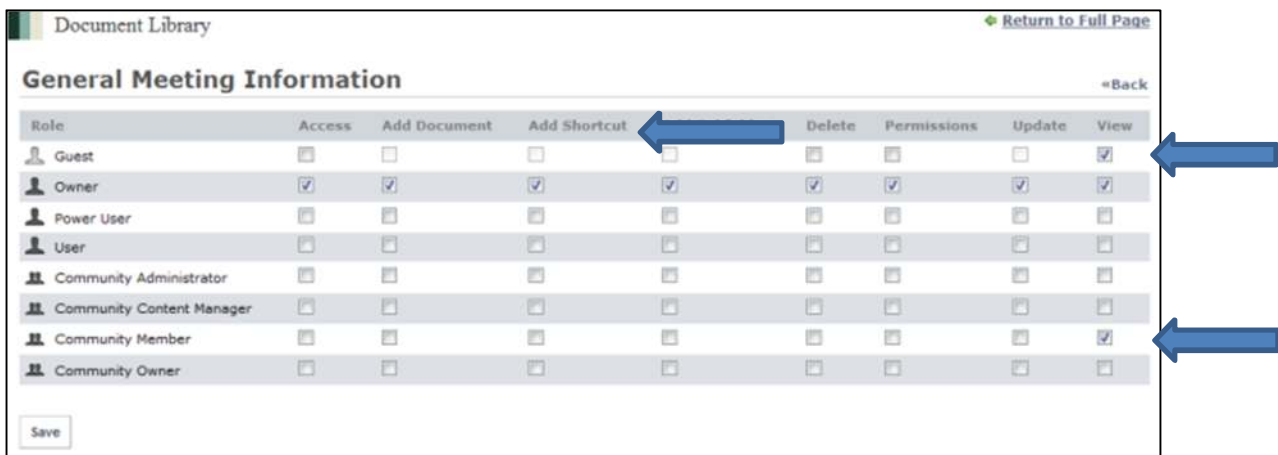 Document Library
Return to Full Page
General Meeting Information
«Back
Role Access Add Document Add Shortcut Delete Permissions Update View
Guest
Owner
Power User
User
Community Administrator
Community Content Manager
Community Member
Community Owner
Save